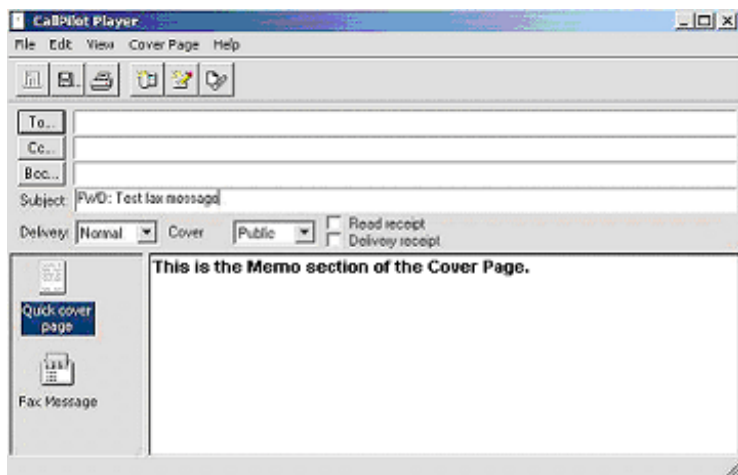 CallPilot Player
File Edit View Cover Page Help
To...
Cc...
Bcc...
Subject: FWD: Test fax message
Delivery: Normal Cover Public Read receipt
Delivery receipt
This is the Memo section of the Cover Page.
Quick cover
page
Fax Message